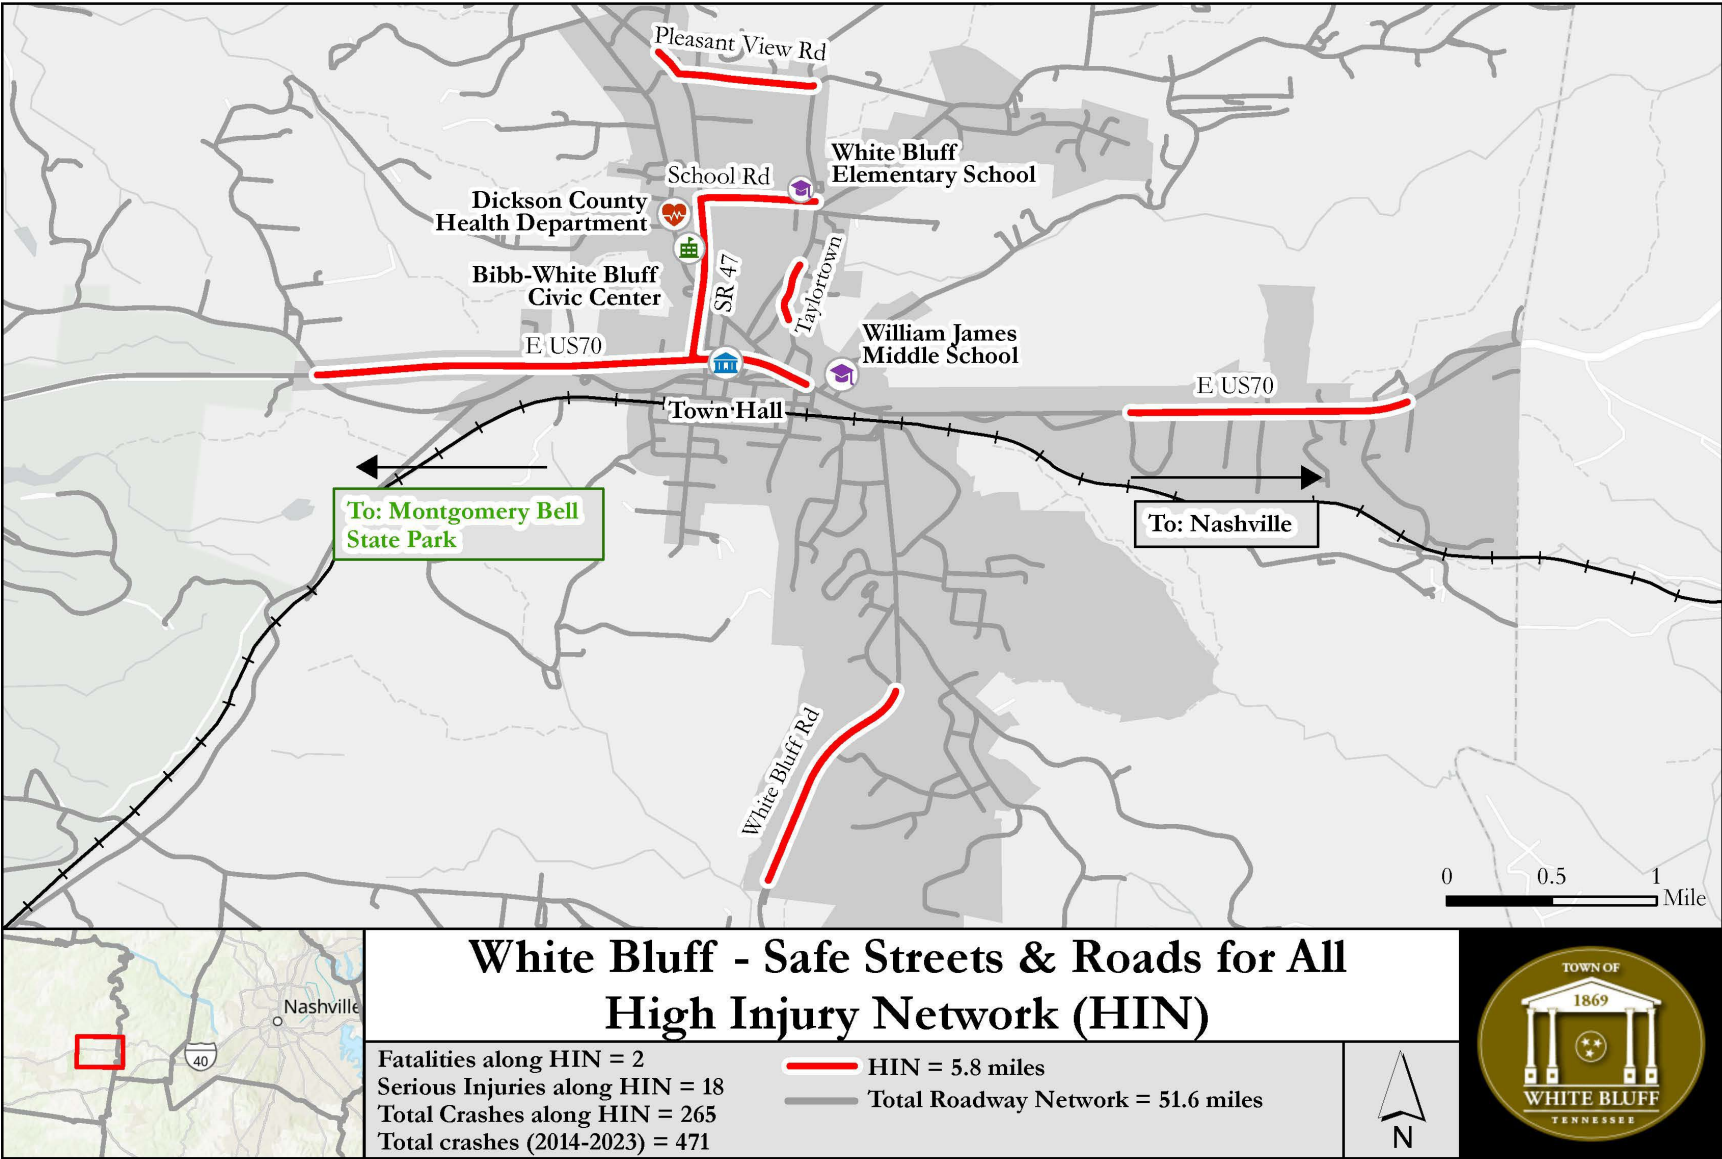 Pleasant View Rd
White Bluff
Elementary School
School Rd
Dickson County
Health Department
Bibb-White Bluff
Civic Center
SR 47
Taylortown
William James
Middle School
E US70
E US70
Town Hall
To: Montgomery Bell
State Park
To: Nashville
White Bluff Rd
0 0.5 1
Mile
Nashville
40
White Bluff - Safe Streets & Roads for All
High Injury Network (HIN)
Fatalities along HIN = 2
Serious Injuries along HIN = 18
Total Crashes along HIN = 265
Total crashes (2014-2023) = 471
HIN = 5.8 miles
Total Roadway Network = 51.6 miles
N
TOWN OF
1869
WHITE BLUFF
TENNESSEE